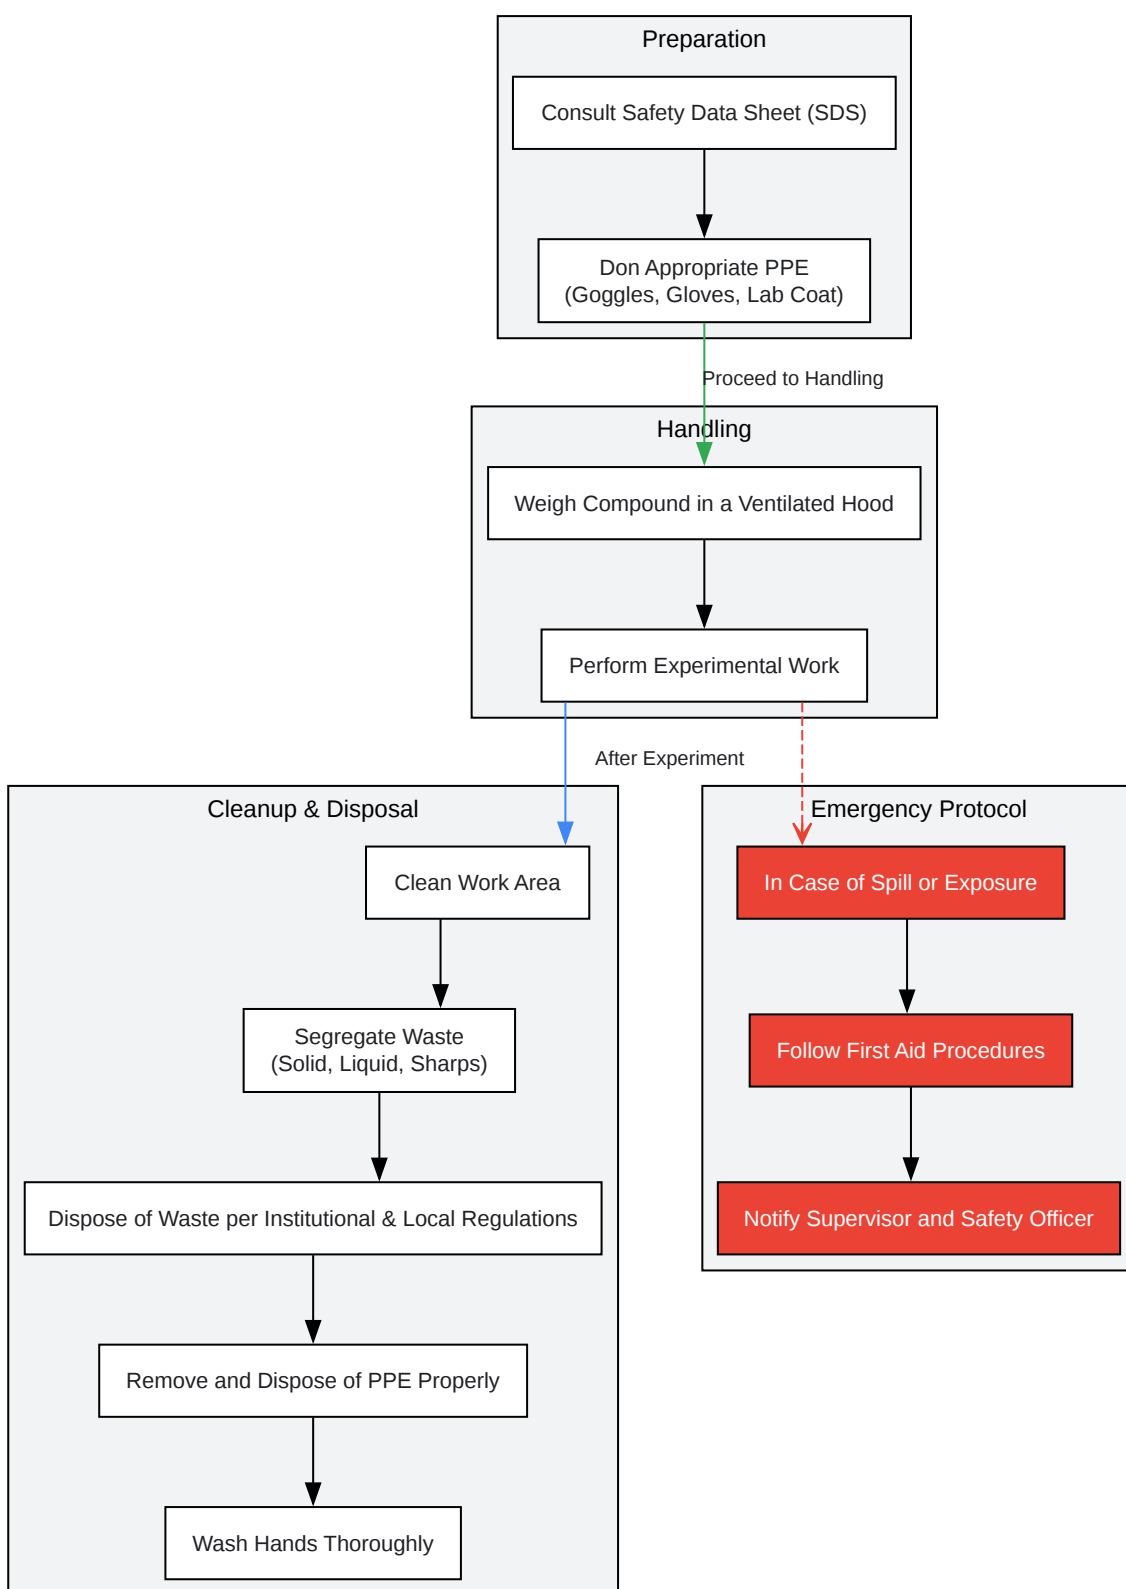 Preparation
Consult Safety Data Sheet (SDS)
Don Appropriate PPE
(Goggles, Gloves, Lab Coat)
Proceed to Handling
Handling
Weigh Compound in a Ventilated Hood
Perform Experimental Work
After Experiment
Cleanup & Disposal
Clean Work Area
Segregate Waste
(Solid, Liquid, Sharps)
Dispose of Waste per Institutional & Local Regulations
Remove and Dispose of PPE Properly
Wash Hands Thoroughly
Emergency Protocol
In Case of Spill or Exposure
Follow First Aid Procedures
Notify Supervisor and Safety Officer